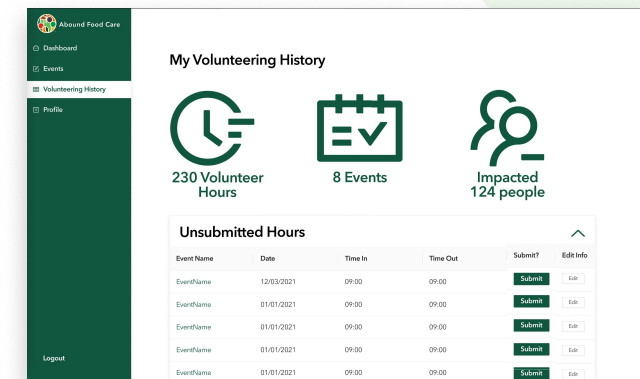 Abound Food Care
Dashboard
Events
Volunteering History
Profile
Logout
My Volunteering History
230 Volunteer
Hours
8 Events
Impacted
124 people
Unsubmitted Hours
Event Name Date Time In Time Out Submit? Edit Info
EventName 12/03/2021 09:00 09:00 Submit Edit
EventName 01/01/2021 09:00 09:00 Submit Edit
EventName 01/01/2021 09:00 09:00 Submit Edit
EventName 01/01/2021 09:00 09:00 Submit Edit
EventName 01/01/2021 09:00 09:00 Submit Edit